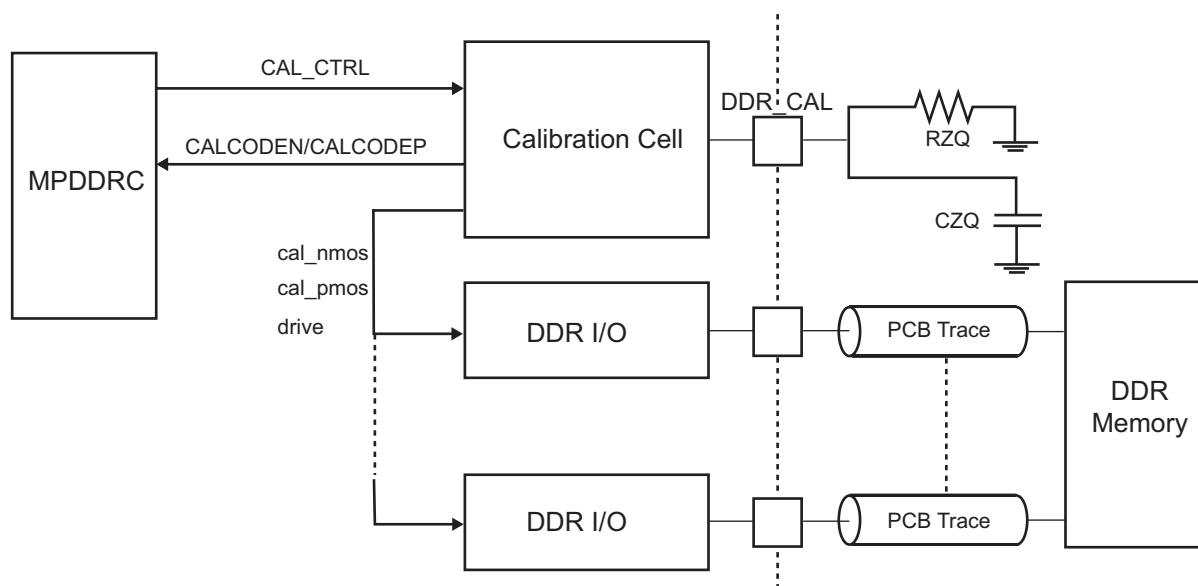 CAL_CTRL
DDR_CAL
RZQ
Calibration Cell
CALCODEN/CALCODEP
MPDDRC
CZQ
cal_nmos
cal_pmos
drive
DDR I/O
PCB Trace
DDR
Memory
DDR I/O
PCB Trace